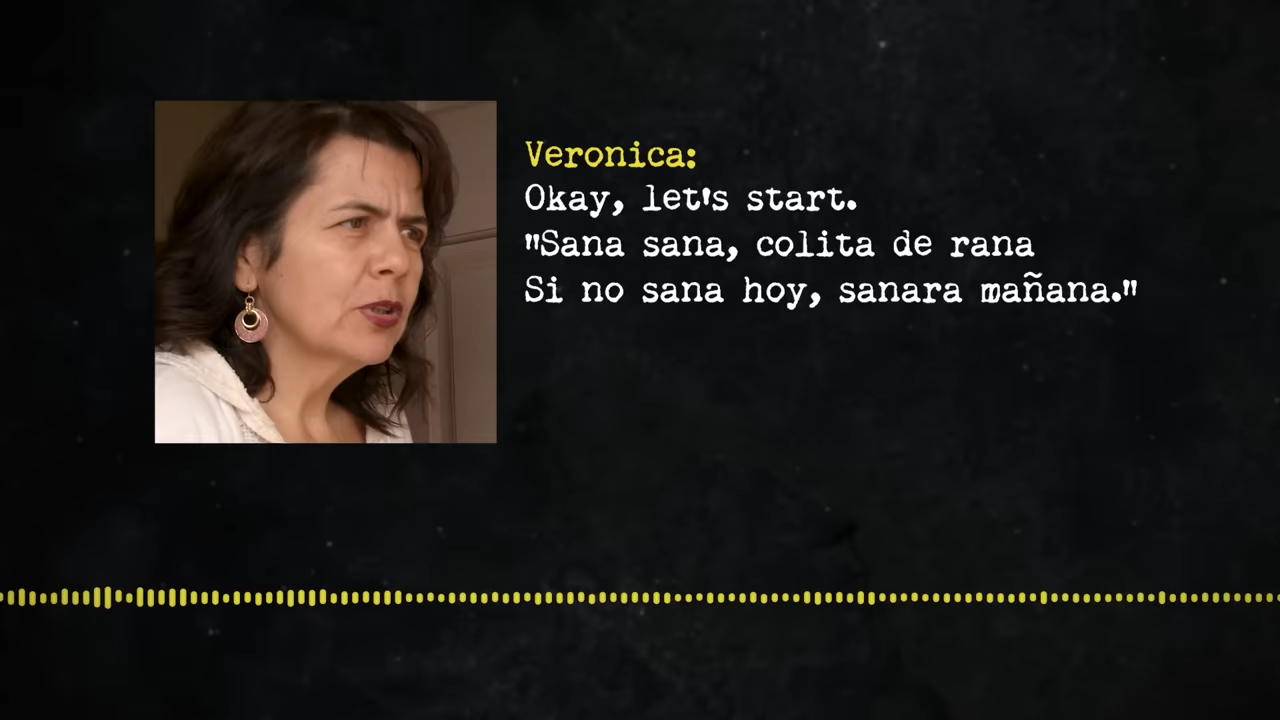 Veronica:
Okay, let's start.
"Sana sana, colita de rana
Si no sana hoy, sanara mañana."